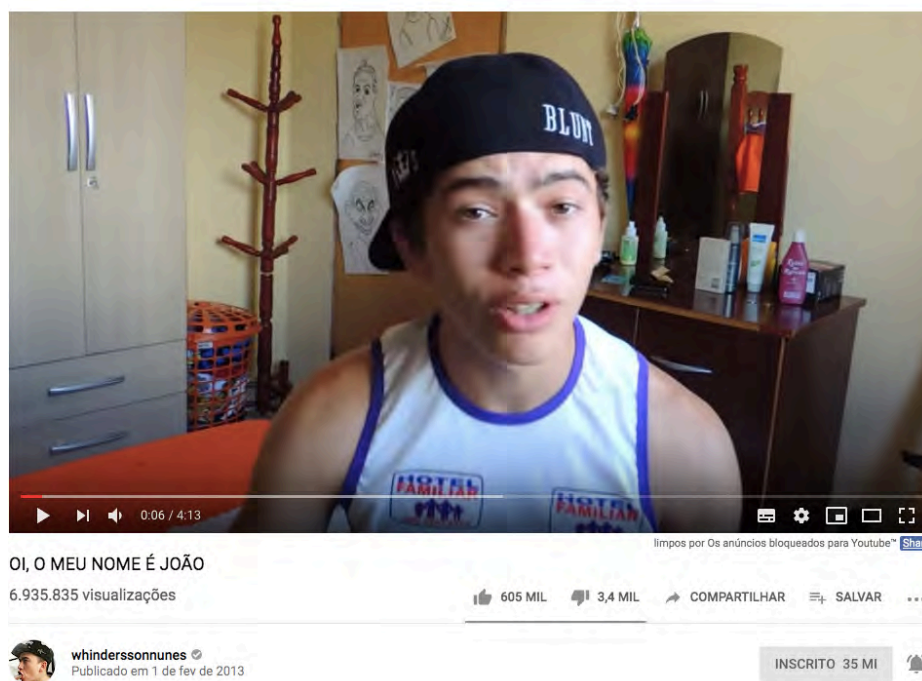 BLUNT
HOTEL
FAMILIAR
HOTEL
FAMILIAR
0:06 / 4:13
limpos por Os anúncios bloqueados para Youtube™ Shar
OI, O MEU NOME É JOÃO
6.935.835 visualizações
605 MIL 3,4 MIL COMPARTILHAR SALVAR ...
whinderssonnunes
Publicado em 1 de fev de 2013
INSCRITO 35 MI